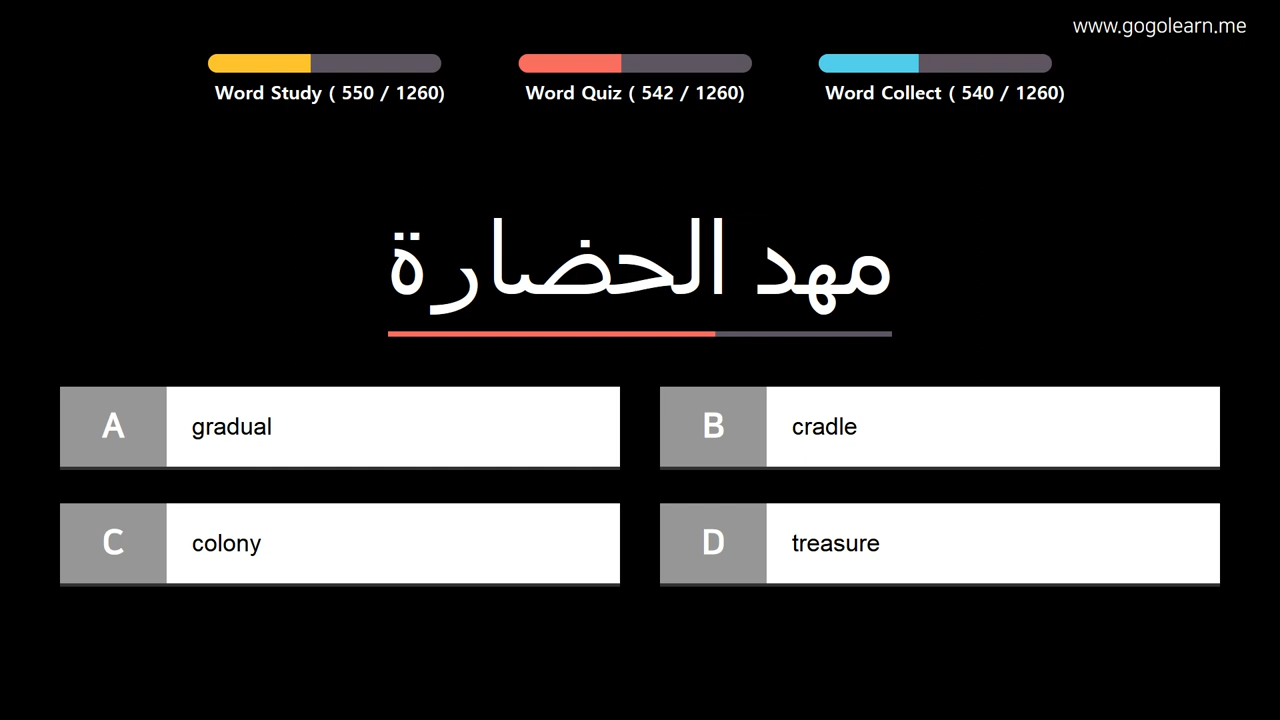 www.gogolearn.me
Word Study ( 550 / 1260)
Word Quiz ( 542 / 1260)
Word Collect ( 540 / 1260)
مهد الحضارة
A gradual
B cradle
C colony
D treasure